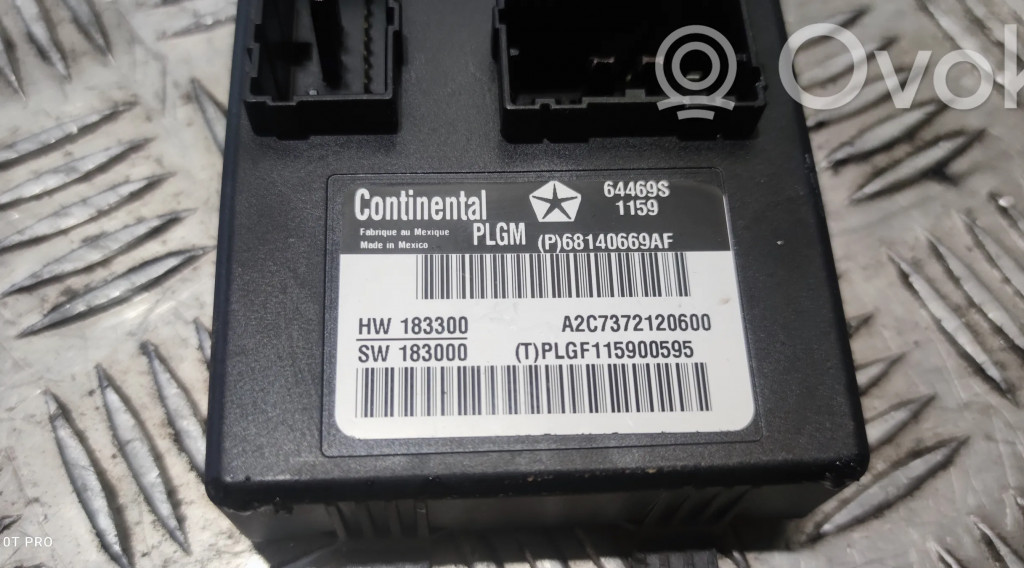 Ovok
Continental
64469S
1159
Fabrique au Mexique
Made in Mexico
PLGM
(P)68140669AF
HW 183300
A2C7372120600
SW 183000
(T)PLGF115900595
0T PRO